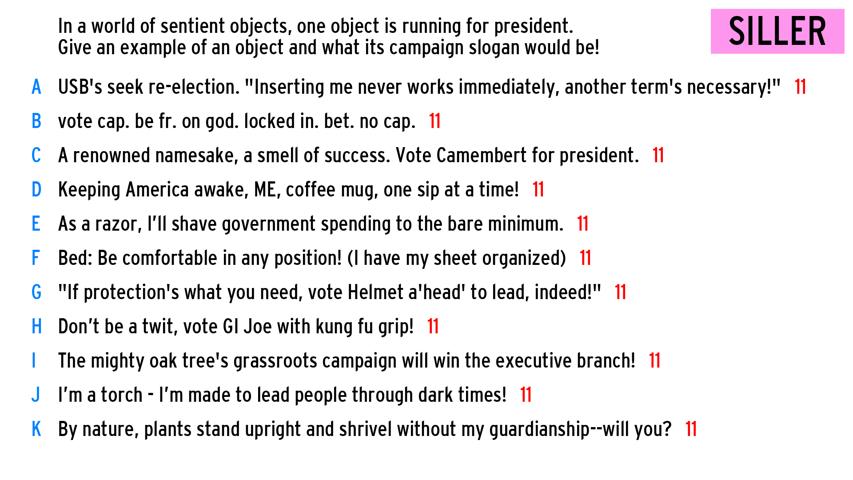 In a world of sentient objects, one object is running for president.
Give an example of an object and what its campaign slogan would be!
SILLER
A USB's seek re-election. "Inserting me never works immediately, another term's necessary!" 11
B vote cap. be fr. on god. locked in. bet. no cap. 11
C A renowned namesake, a smell of success. Vote Camembert for president. 11
D Keeping America awake, ME, coffee mug, one sip at a time! 11
E As a razor, I’ll shave government spending to the bare minimum. 11
F Bed: Be comfortable in any position! (I have my sheet organized) 11
G "If protection's what you need, vote Helmet a'head' to lead, indeed!" 11
H Don’t be a twit, vote GI Joe with kung fu grip! 11
I The mighty oak tree's grassroots campaign will win the executive branch! 11
J I’m a torch - I’m made to lead people through dark times! 11
K By nature, plants stand upright and shrivel without my guardianship--will you? 11